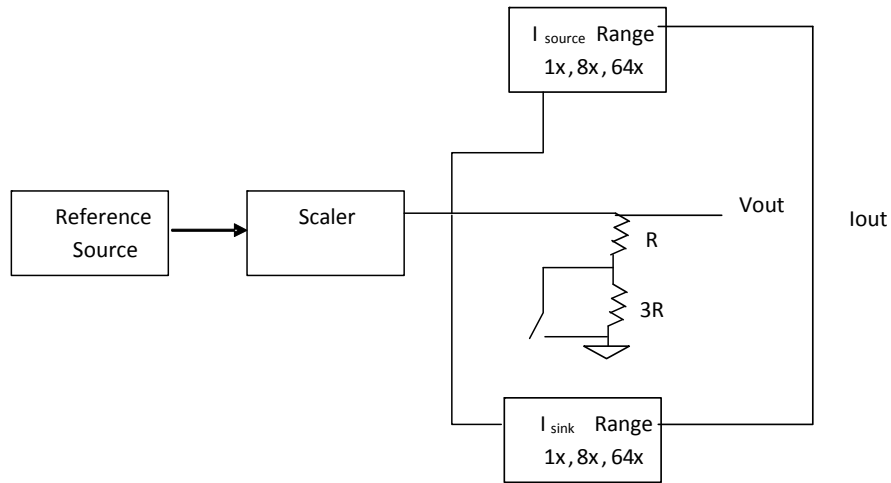 I source Range
1x, 8x, 64x
Reference
Source
Scaler
Vout
Iout
R
3R
I sink Range
1x, 8x, 64x